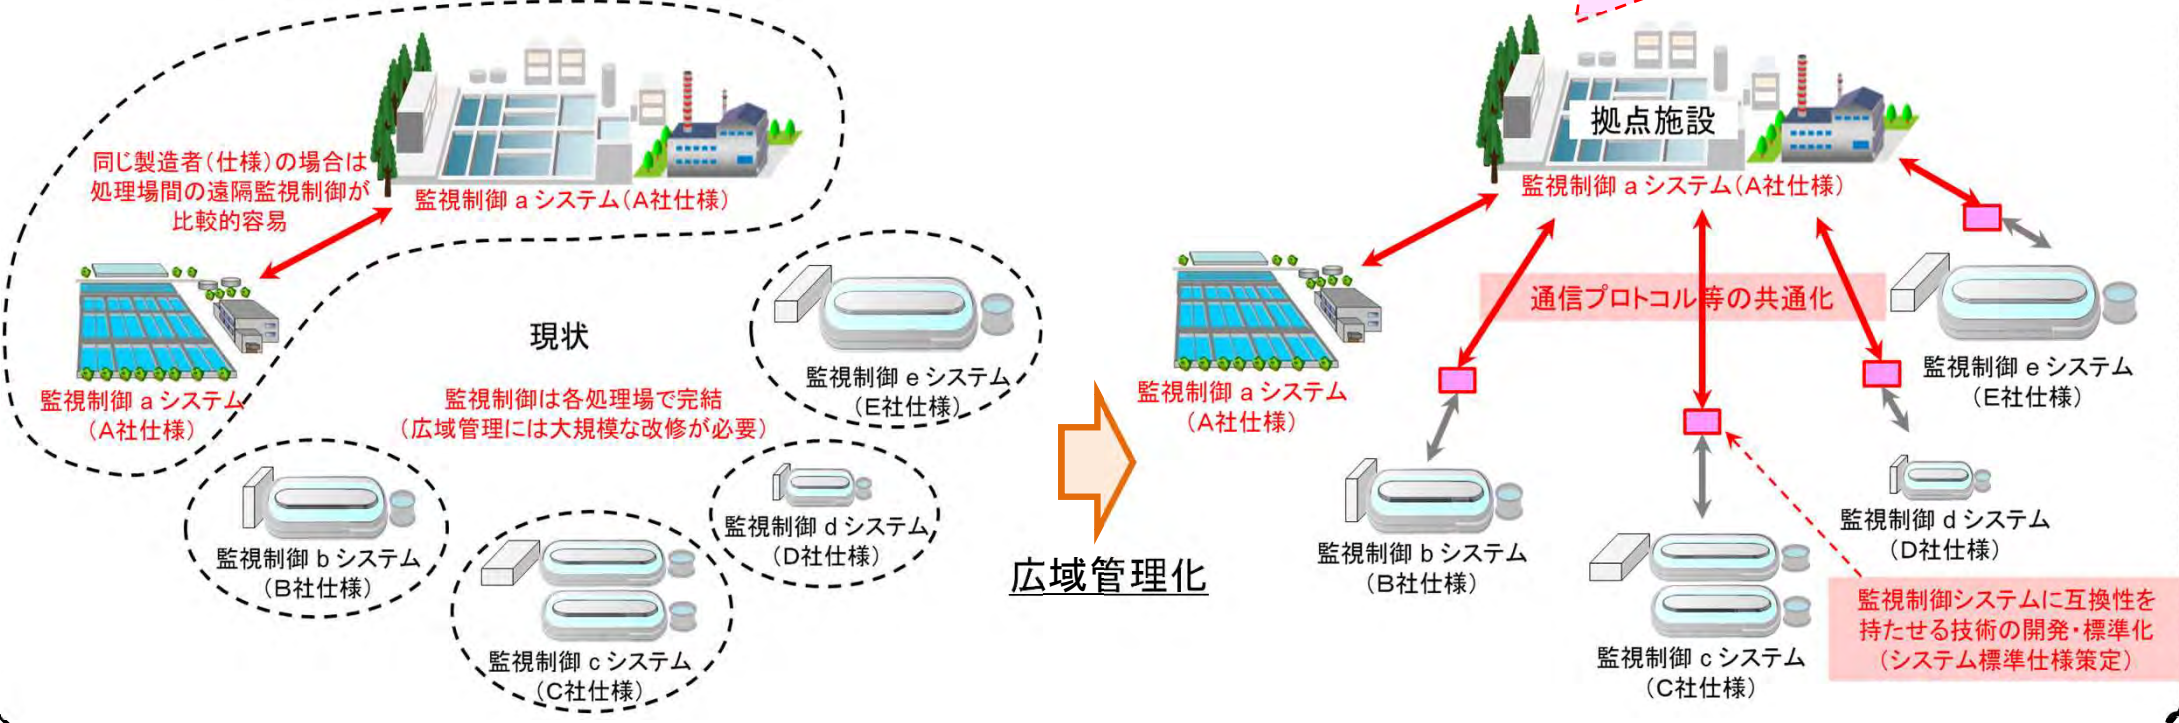 同じ製造者(仕様)の場合は
処理場間の遠隔監視制御が
比較的容易
監視制御 a システム(A社仕様)
監視制御 a システム
(A社仕様)
現状
監視制御は各処理場で完結
(広域管理には大規模な改修が必要)
監視制御 e システム
(E社仕様)
監視制御 b システム
(B社仕様)
監視制御 c システム
(C社仕様)
監視制御 d システム
(D社仕様)
広域管理化
拠点施設
監視制御 a システム(A社仕様)
監視制御 a システム
(A社仕様)
通信プロトコル等の共通化
監視制御 e システム
(E社仕様)
監視制御 b システム
(B社仕様)
監視制御 c システム
(C社仕様)
監視制御 d システム
(D社仕様)
監視制御システムに互換性を
持たせる技術の開発・標準化
(システム標準仕様策定)